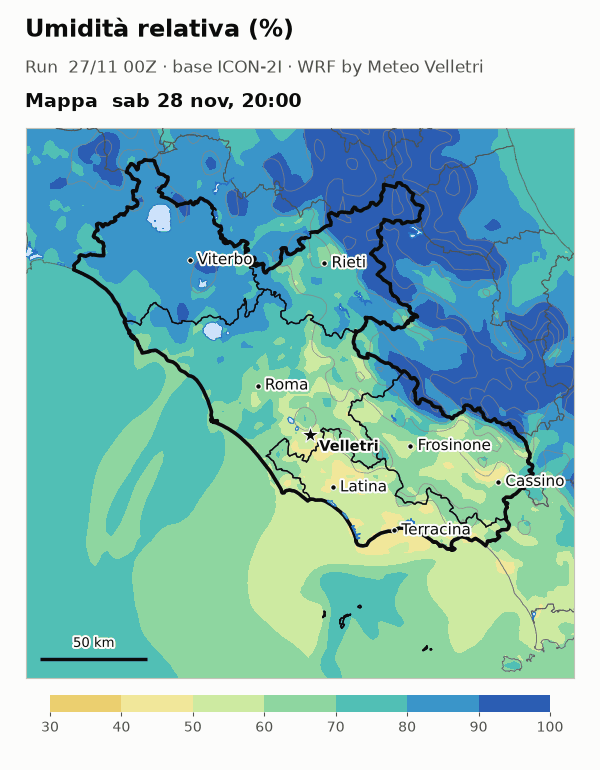 Umidità relativa (%)
Run  27/11 00Z · base ICON-2I · WRF by Meteo Velletri
Mappa  sab 28 nov, 20:00
Viterbo
Rieti
Roma
Velletri
Frosinone
Cassino
Latina
Terracina
50 km
30 40 50 60 70 80 90 100